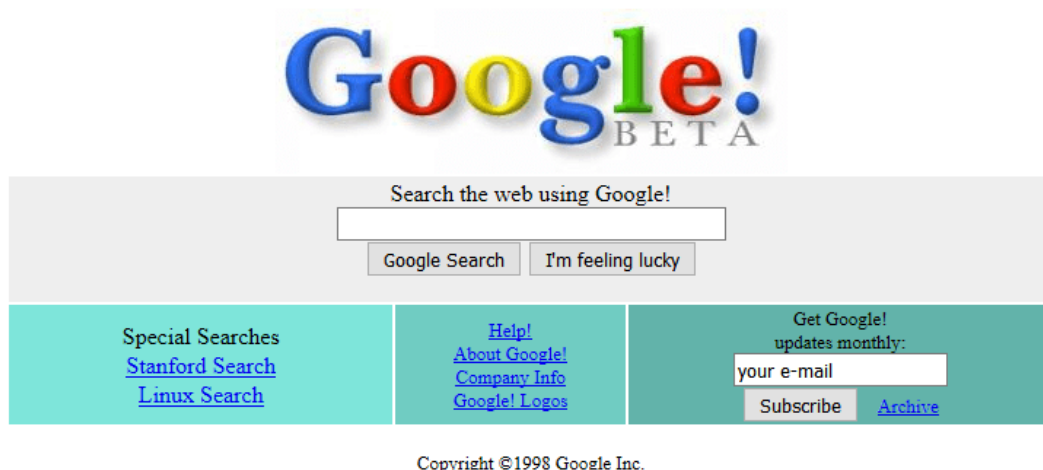 Google!
BETA
Search the web using Google!
Google Search
I'm feeling lucky
Special Searches
Stanford Search
Linux Search
Help!
About Google!
Company Info
Google! Logos
Get Google!
updates monthly:
your e-mail
Subscribe
Archive
Copyright ©1998 Google Inc.